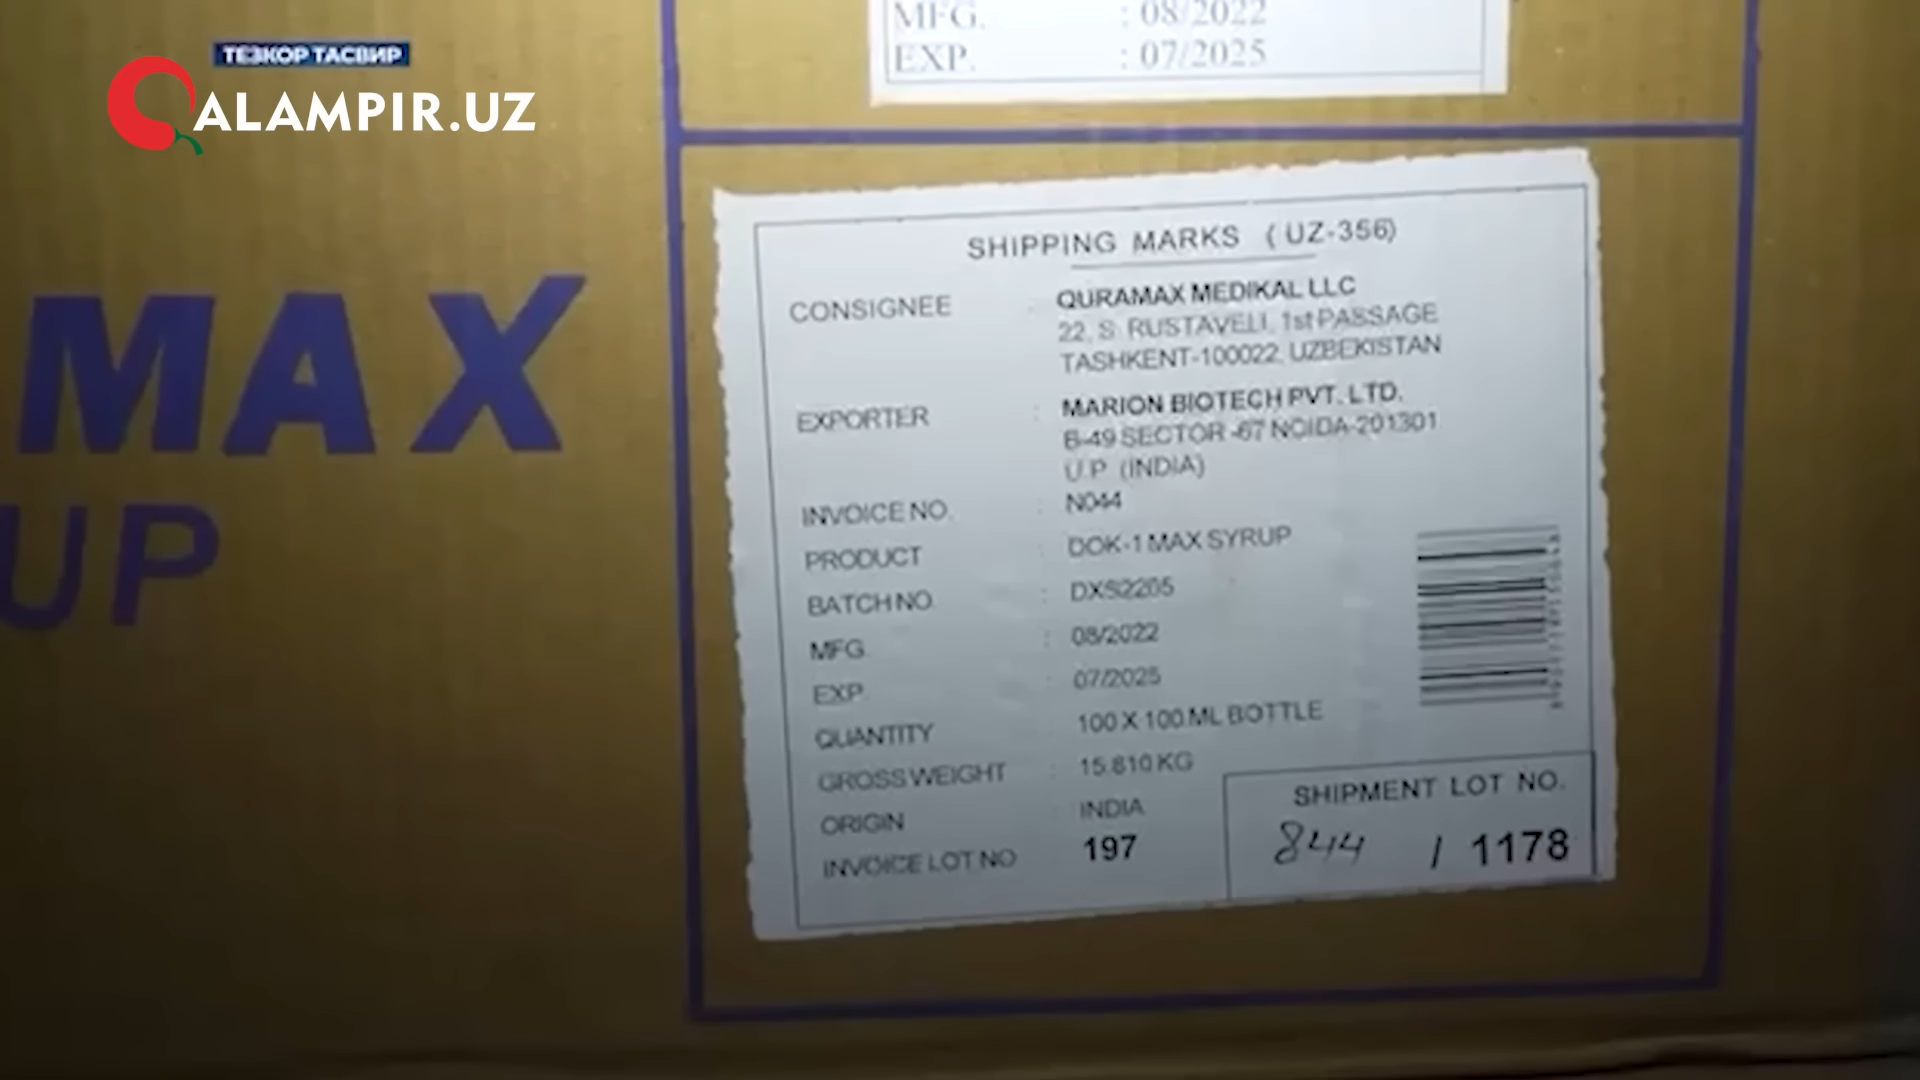 ТЕЗКОР ТАСВИР
QALAMPIR.UZ
MFG. : 08/2022
EXP. : 07/2025
MAX
UP
SHIPPING MARKS (UZ-356)
CONSIGNEE : QURAMAX MEDIKAL LLC
22, S. RUSTAVELI, 1st PASSAGE
TASHKENT-100022, UZBEKISTAN
EXPORTER : MARION BIOTECH PVT. LTD.
B-49 SECTOR -67 NOIDA-201301
U.P. (INDIA)
INVOICE NO. : N044
PRODUCT : DOK-1 MAX SYRUP
BATCH NO. : DXS2205
MFG. : 08/2022
EXP. : 07/2025
QUANTITY : 100 X 100 ML BOTTLE
GROSS WEIGHT : 15.810 KG
ORIGIN : INDIA
INVOICE LOT NO 197
SHIPMENT LOT NO.
844 / 1178